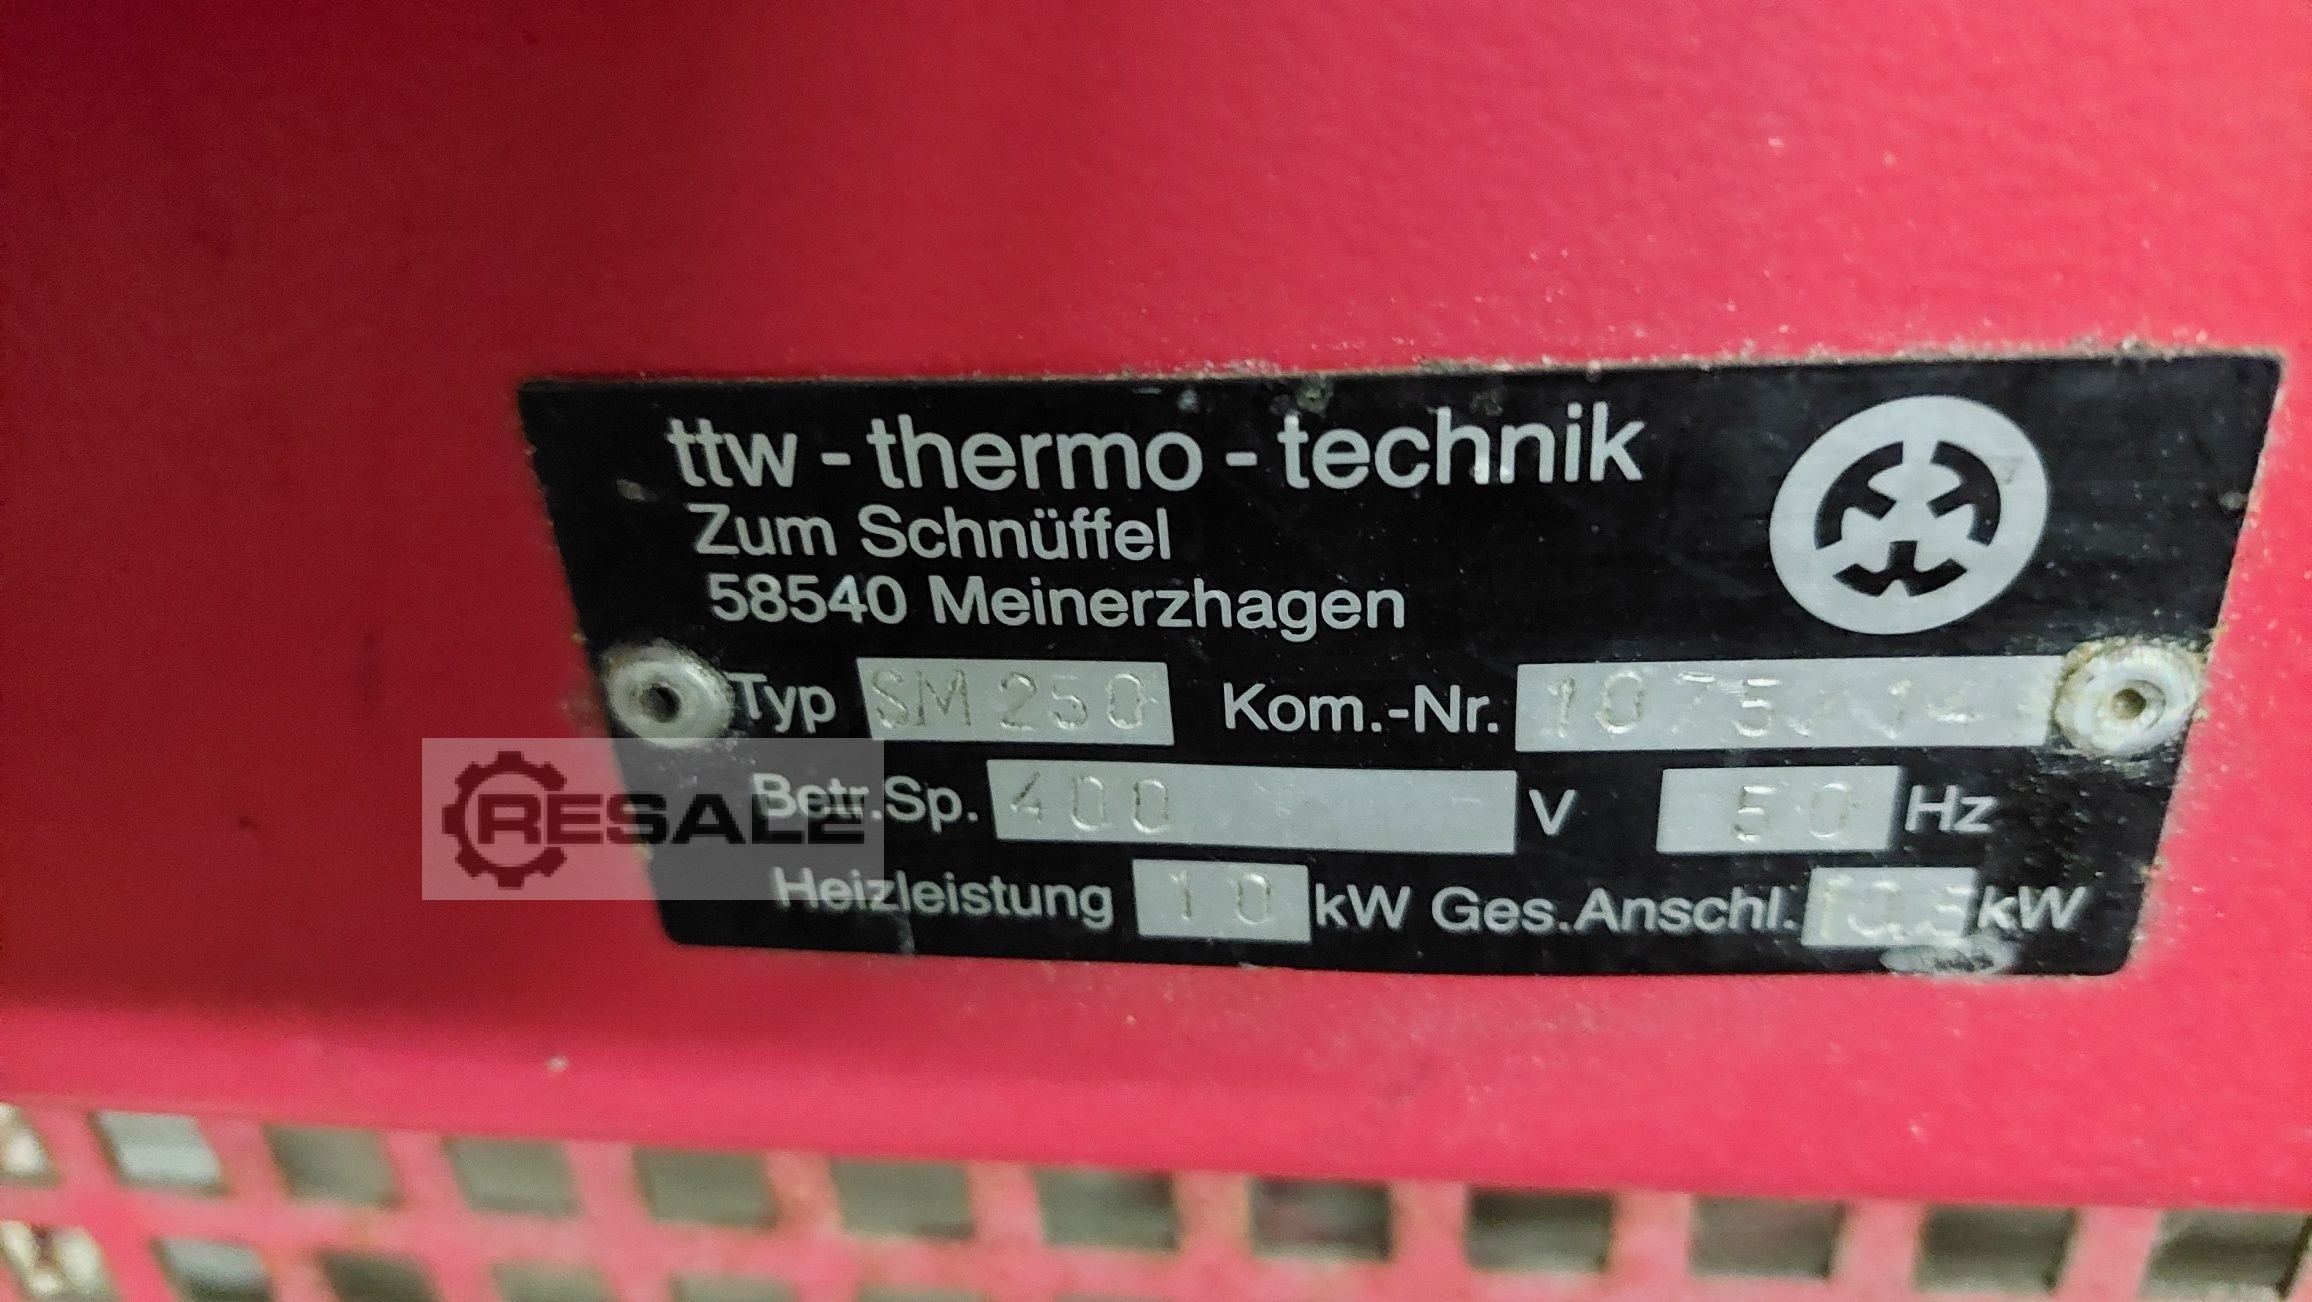 ttw - thermo - technik
Zum Schnüffel
58540 Meinerzhagen
Typ SM 250 Kom.-Nr.
Betr.Sp. 400 V 50 Hz
Heizleistung 10 kW Ges.Anschl. kW
RESALE